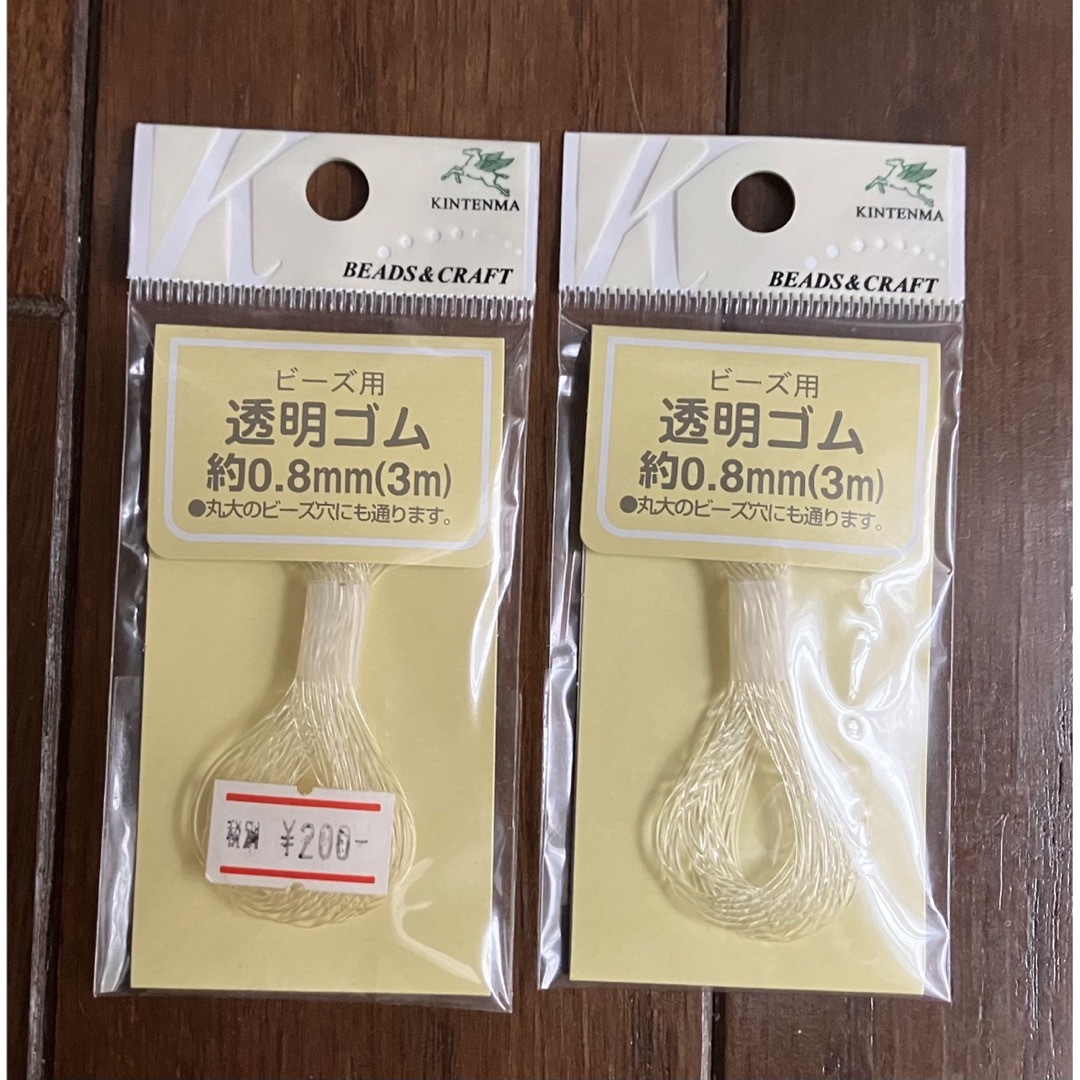 K
KINTENMA
BEADS&CRAFT
ビーズ用
透明ゴム
約0.8mm(3m)
●丸大のビーズ穴にも通ります。
税別 ¥200-
K
KINTENMA
BEADS&CRAFT
ビーズ用
透明ゴム
約0.8mm(3m)
●丸大のビーズ穴にも通ります。